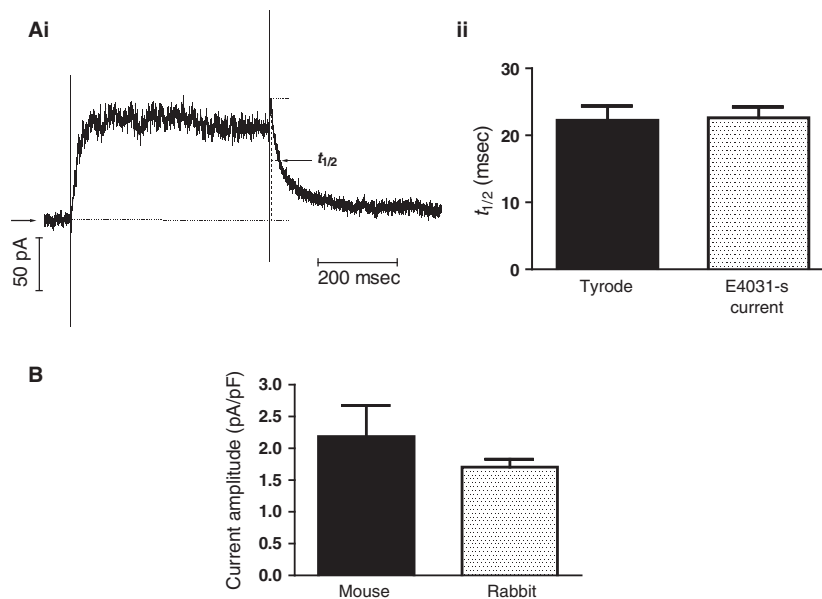 Ai
t1/2
50 pA
200 msec
ii
t1/2 (msec)
30
20
10
0
Tyrode
E4031-s
current
B
Current amplitude (pA/pF)
3.0
2.5
2.0
1.5
1.0
0.5
0.0
Mouse
Rabbit